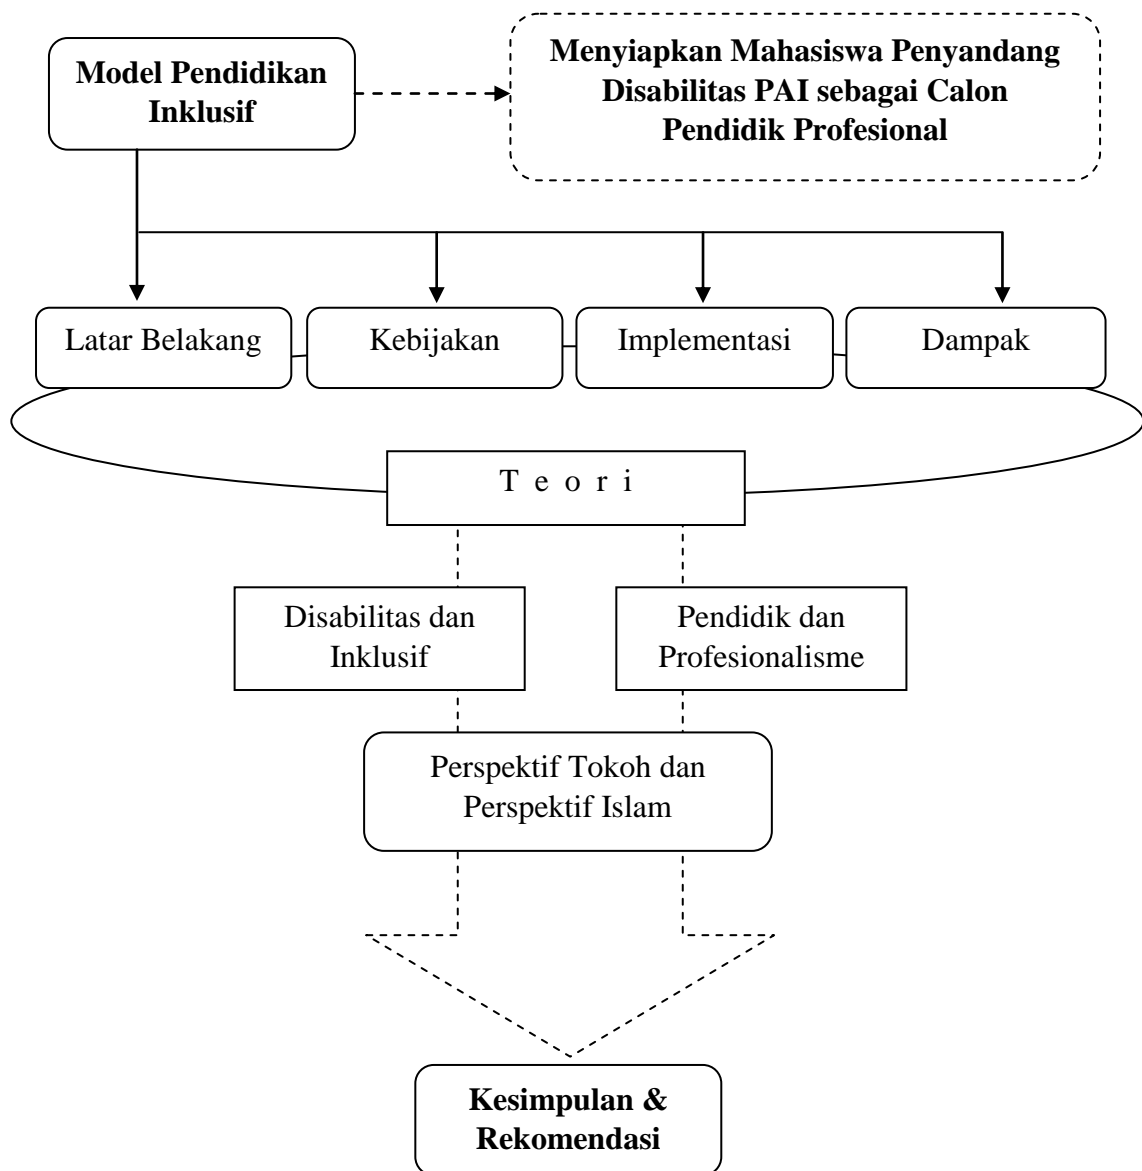 Model Pendidikan
Inklusif
Menyiapkan Mahasiswa Penyandang
Disabilitas PAI sebagai Calon
Pendidik Profesional
Latar Belakang
Kebijakan
Implementasi
Dampak
T e o r i
Disabilitas dan
Inklusif
Pendidik dan
Profesionalisme
Perspektif Tokoh dan
Perspektif Islam
Kesimpulan &
Rekomendasi